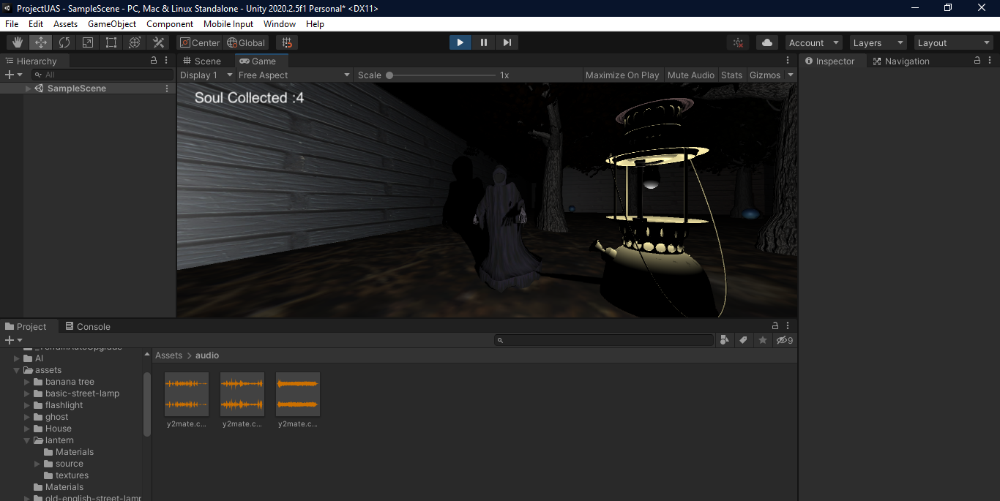 ProjectUAS - SampleScene - PC, Mac & Linux Standalone - Unity 2020.2.5f1 Personal* <DX11>
File Edit Assets GameObject Component Mobile Input Window Help
Center Global Account Layers Layout
Hierarchy Scene Game Inspector Navigation
All Display 1 Free Aspect Scale 1x Maximize On Play Mute Audio Stats Gizmos
SampleScene
Soul Collected :4
Project Console
9
_TerrainAutoUpgrade
Assets > audio
AI
assets
banana tree
basic-street-lamp
flashlight
ghost
House
lantern
Materials
source
textures
Materials
old-english-street-lamp
y2mate.c... y2mate.c... y2mate.c...